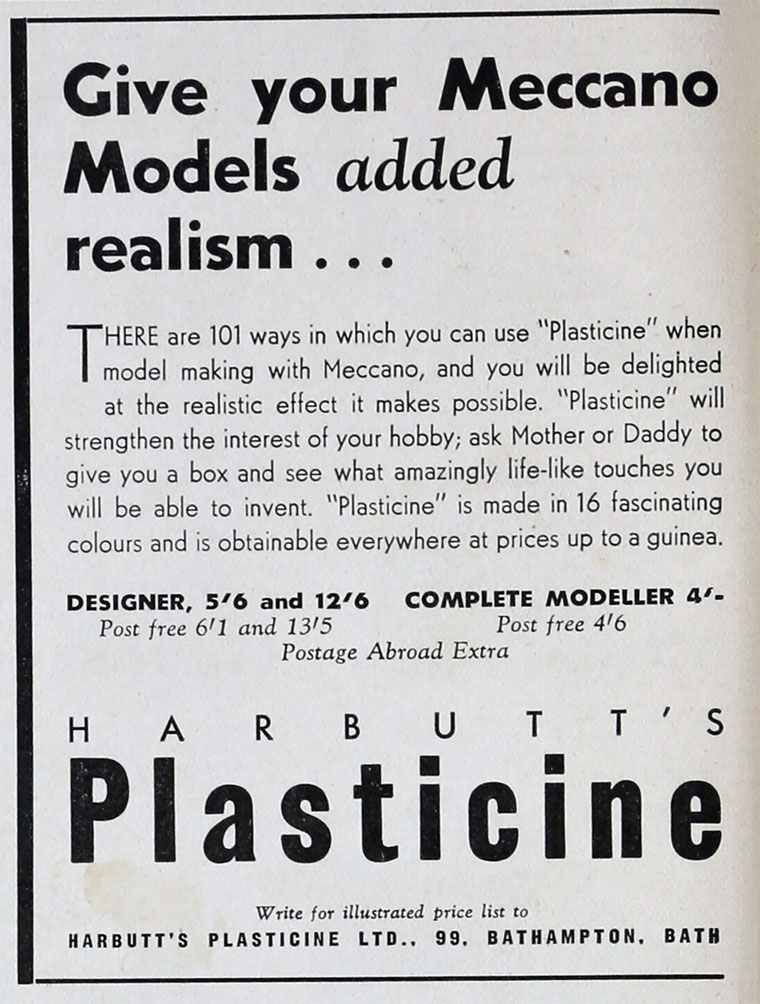 Give your Meccano
Models added
realism ...
THERE are 101 ways in which you can use "Plasticine" when
model making with Meccano, and you will be delighted
at the realistic effect it makes possible. "Plasticine" will
strengthen the interest of your hobby; ask Mother or Daddy to
give you a box and see what amazingly life-like touches you
will be able to invent. "Plasticine" is made in 16 fascinating
colours and is obtainable everywhere at prices up to a guinea.
DESIGNER, 5'6 and 12'6 COMPLETE MODELLER 4'-
Post free 6'1 and 13'5 Post free 4'6
Postage Abroad Extra
HARBUTT'S
Plasticine
Write for illustrated price list to
HARBUTT'S PLASTICINE LTD., 99, BATHAMPTON, BATH